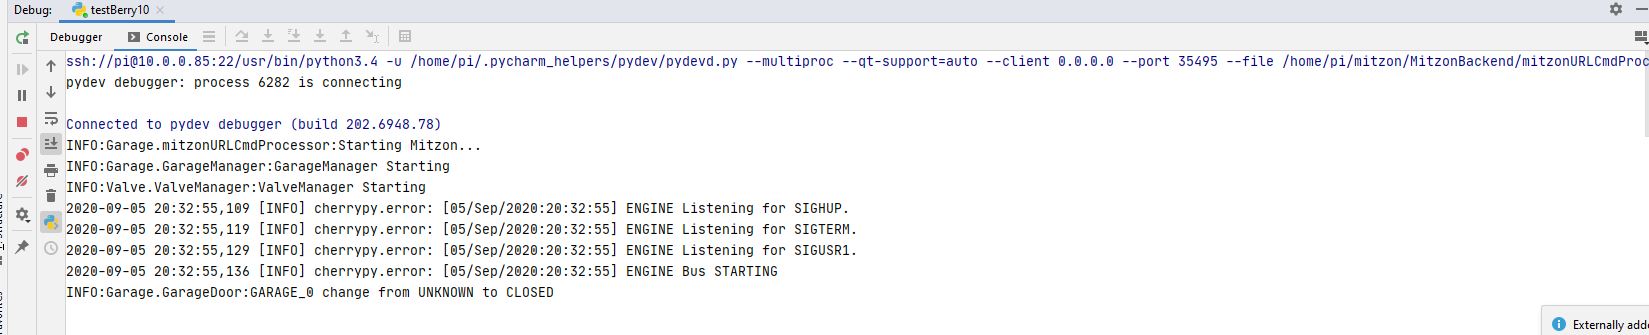 Debug: testBerry10
Debugger Console
ssh://pi@10.0.0.85:22/usr/bin/python3.4 -u /home/pi/.pycharm_helpers/pydev/pydevd.py --multiproc --qt-support=auto --client 0.0.0.0 --port 35495 --file /home/pi/mitzon/MitzonBackend/mitzonURLCmdProc
pydev debugger: process 6282 is connecting
Connected to pydev debugger (build 202.6948.78)
INFO:Garage.mitzonURLCmdProcessor:Starting Mitzon...
INFO:Garage.GarageManager:GarageManager Starting
INFO:Valve.ValveManager:ValveManager Starting
2020-09-05 20:32:55,109 [INFO] cherrypy.error: [05/Sep/2020:20:32:55] ENGINE Listening for SIGHUP.
2020-09-05 20:32:55,119 [INFO] cherrypy.error: [05/Sep/2020:20:32:55] ENGINE Listening for SIGTERM.
2020-09-05 20:32:55,129 [INFO] cherrypy.error: [05/Sep/2020:20:32:55] ENGINE Listening for SIGUSR1.
2020-09-05 20:32:55,136 [INFO] cherrypy.error: [05/Sep/2020:20:32:55] ENGINE Bus STARTING
INFO:Garage.GarageDoor:GARAGE_0 change from UNKNOWN to CLOSED
Externally adde